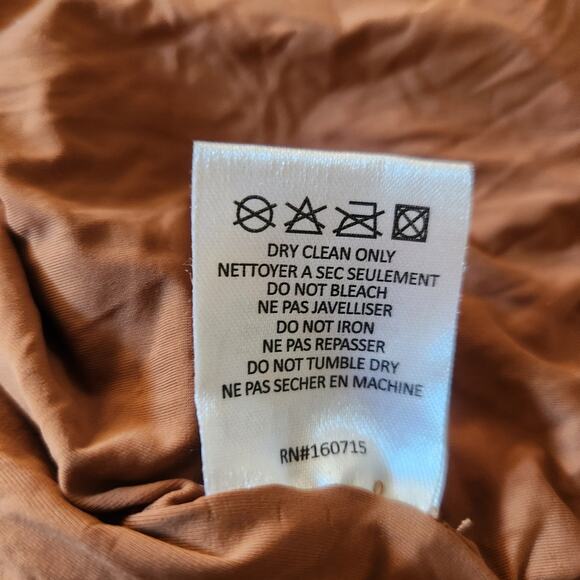 DRY CLEAN ONLY
NETTOYER A SEC SEULEMENT
DO NOT BLEACH
NE PAS JAVELLISER
DO NOT IRON
NE PAS REPASSER
DO NOT TUMBLE DRY
NE PAS SECHER EN MACHINE
RN#160715